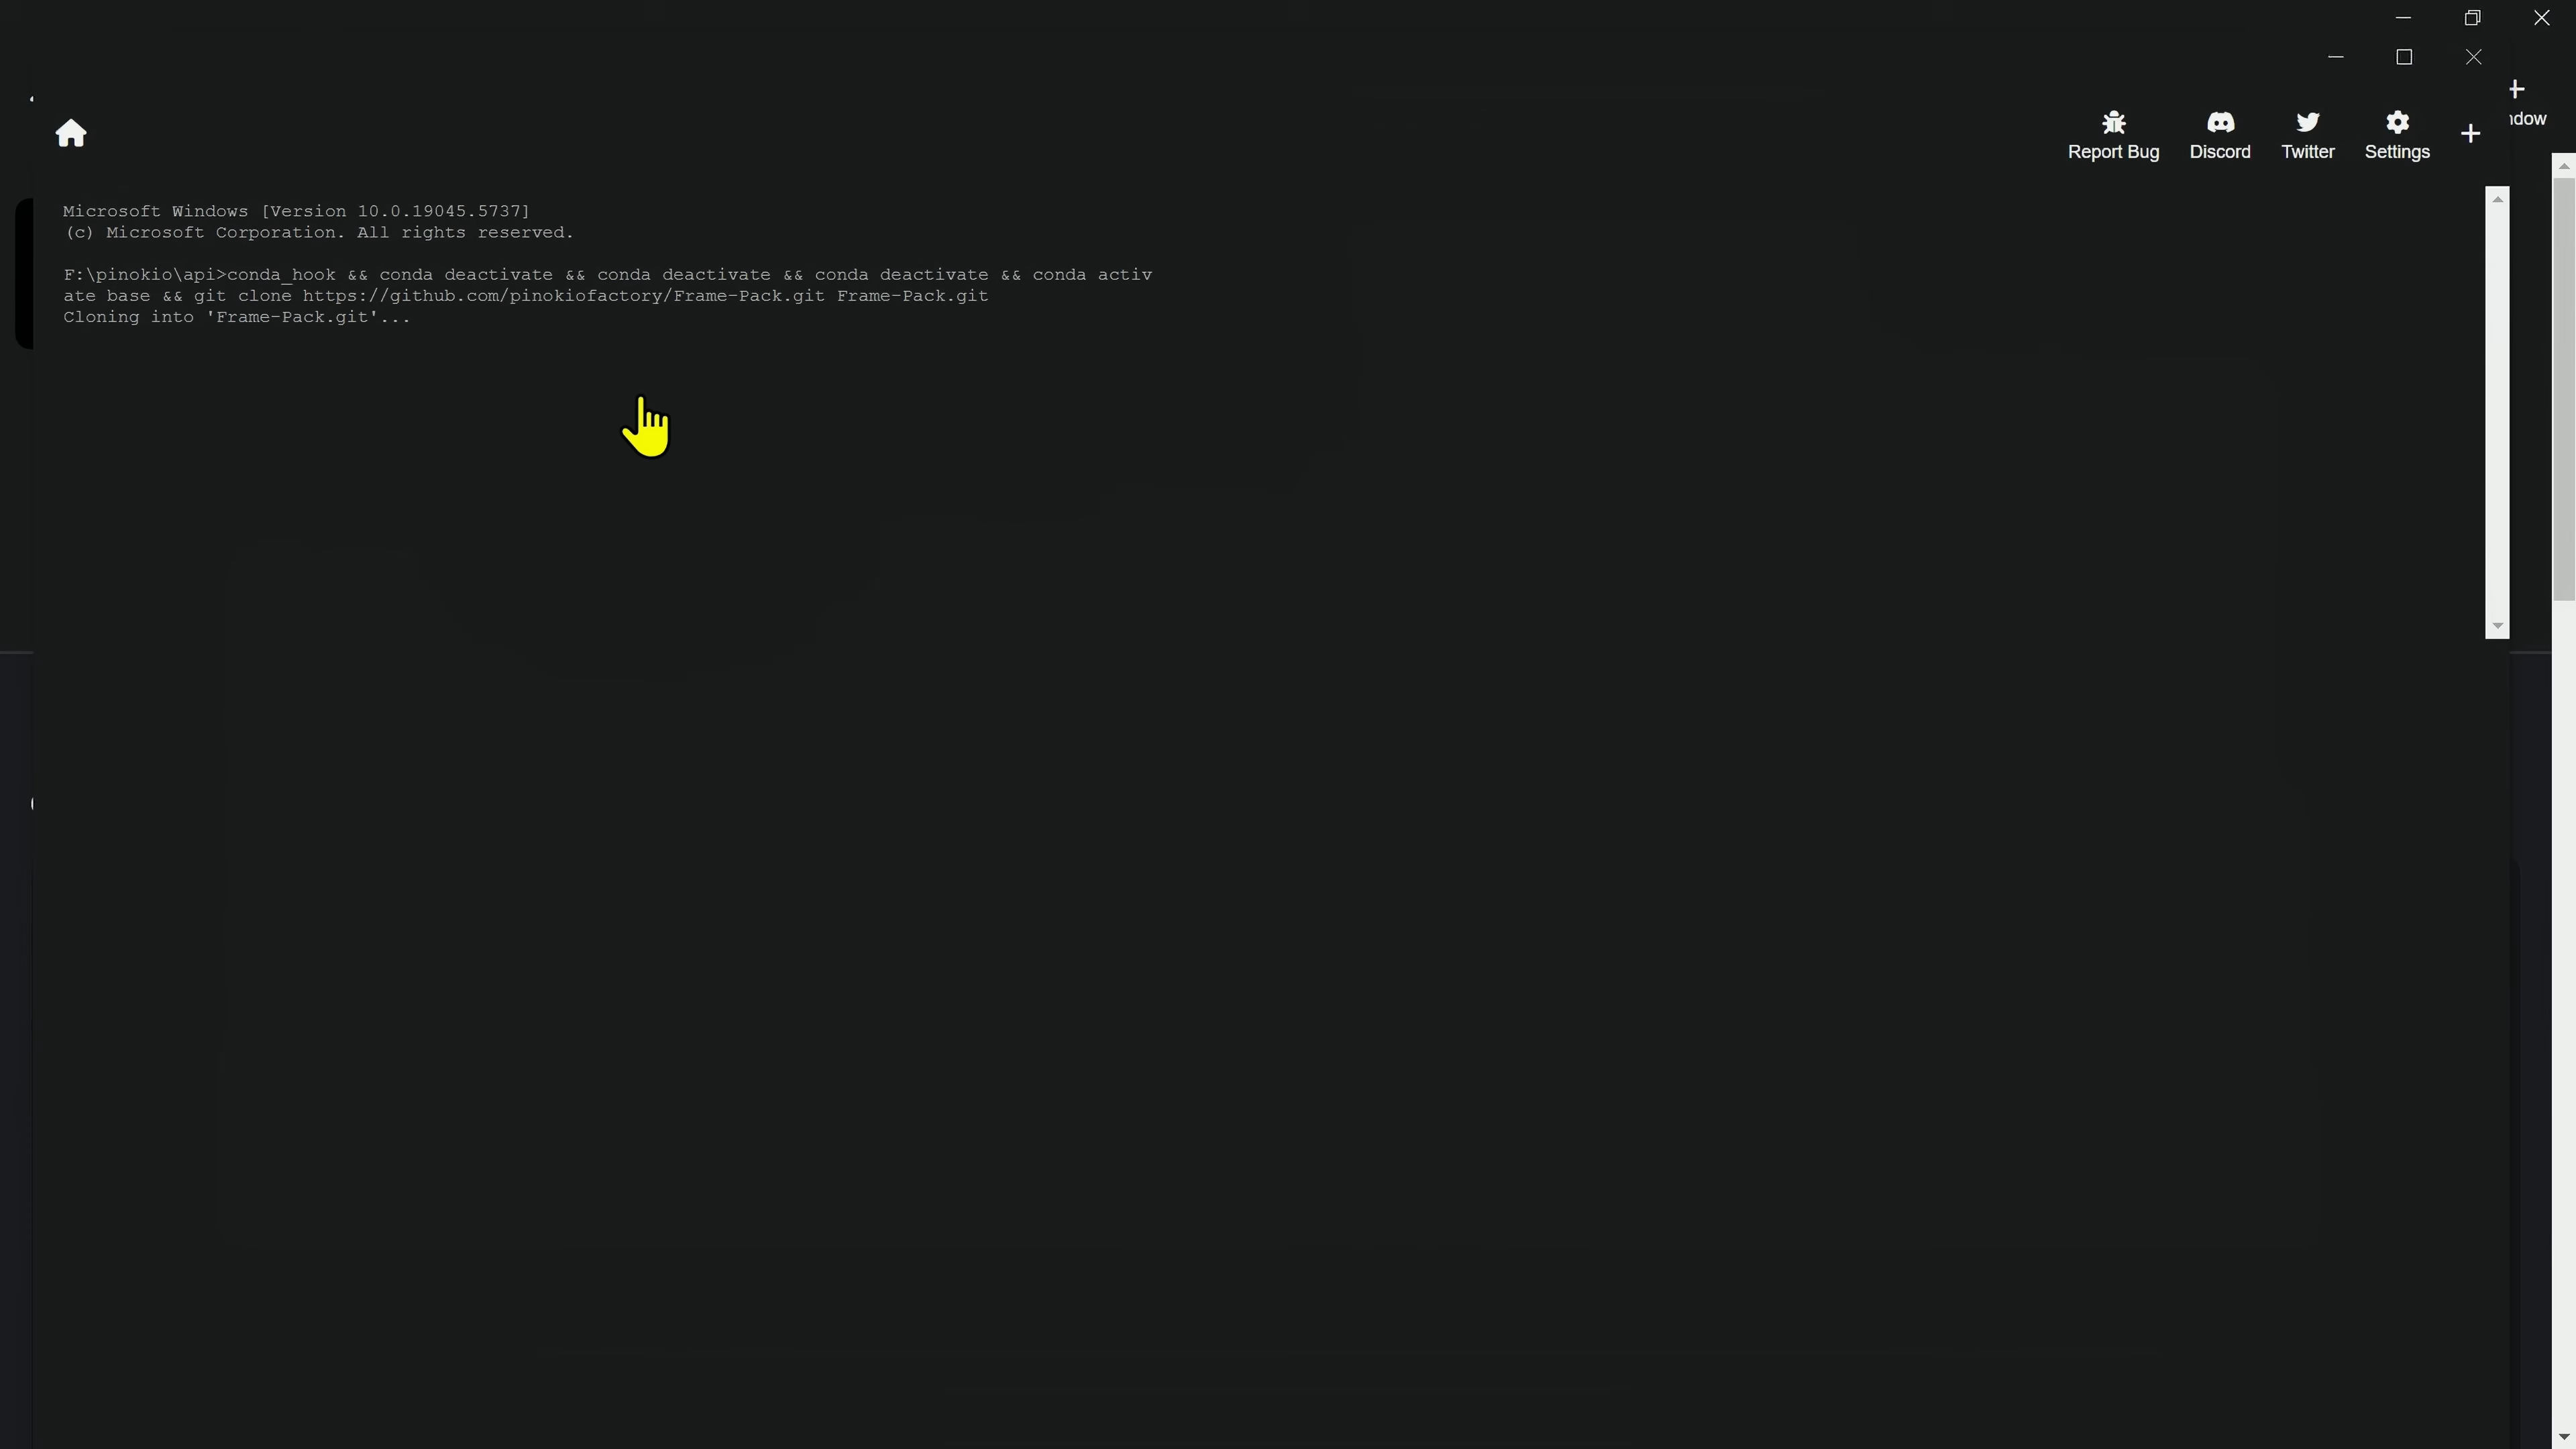 ndow
Report Bug
Discord
Twitter
Settings
Microsoft Windows [Version 10.0.19045.5737]
(c) Microsoft Corporation. All rights reserved.
F:\pinokio\api>conda_hook && conda deactivate && conda deactivate && conda deactivate && conda activ
ate base && git clone https://github.com/pinokiofactory/Frame-Pack.git Frame-Pack.git
Cloning into 'Frame-Pack.git'...